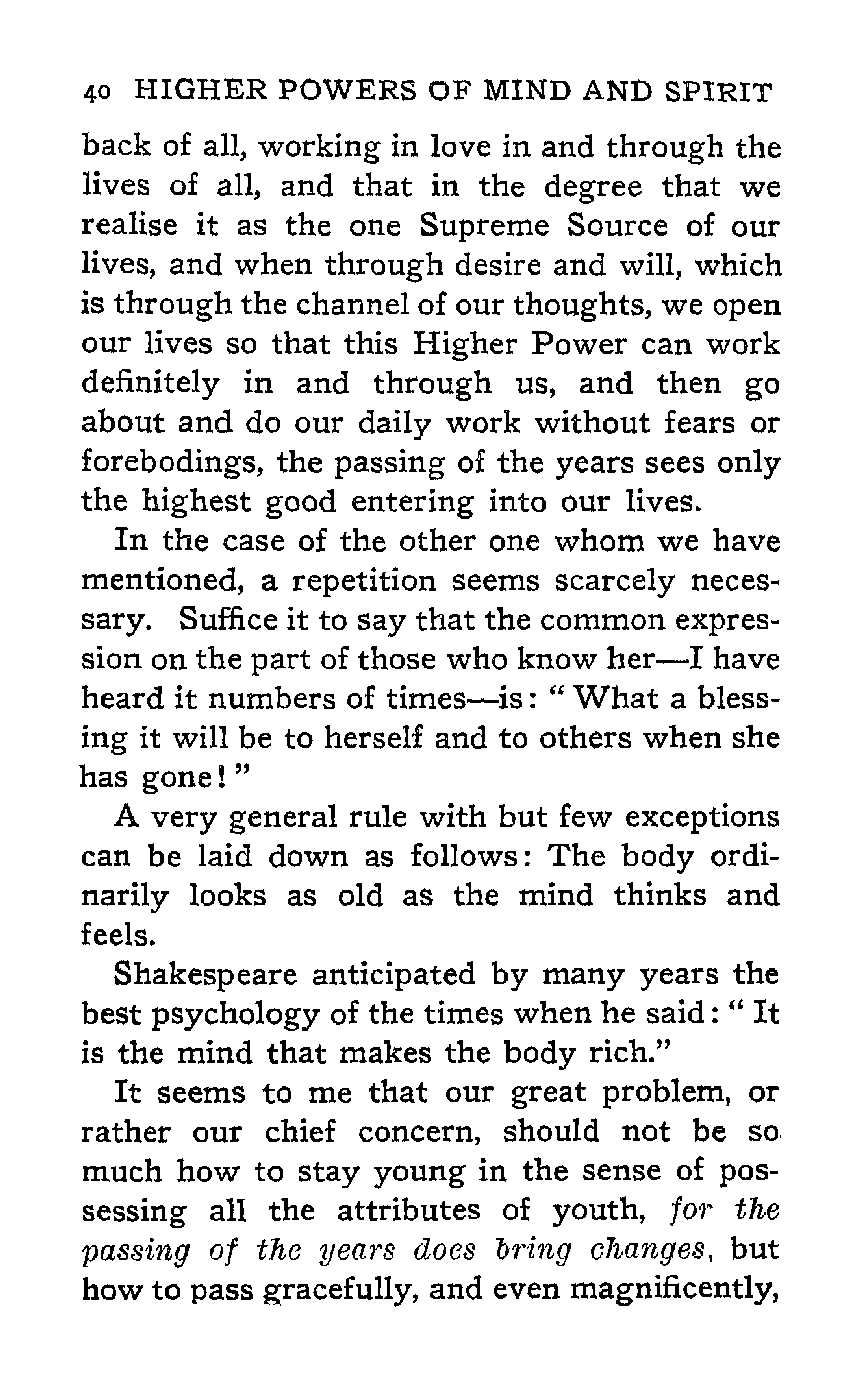 40 HIGHER POWERS OF MIND AND SPIRIT
back of all, working in love in and through the
lives of all, and that in the degree that we
realise it as the one Supreme Source of our
lives, and when through desire and will, which
is through the channel of our thoughts, we open
our lives so that this Higher Power can work
definitely in and through us, and then go
about and do our daily work without fears or
forebodings, the passing of the years sees only
the highest good entering into our lives.
In the case of the other one whom we have
mentioned, a repetition seems scarcely neces-
sary. Suffice it to say that the common expres-
sion on the part of those who know her—I have
heard it numbers of times—is: “ What a bless-
ing it will be to herself and to others when she
has gone! ”
A very general rule with but few exceptions
can be laid down as follows: The body ordi-
narily looks as old as the mind thinks and
feels.
Shakespeare anticipated by many years the
best psychology of the times when he said: “ It
is the mind that makes the body rich.”
It seems to me that our great problem, or
rather our chief concern, should not be so
much how to stay young in the sense of pos-
sessing all the attributes of youth, for the
passing of the years does bring changes, but
how to pass gracefully, and even magnificently,